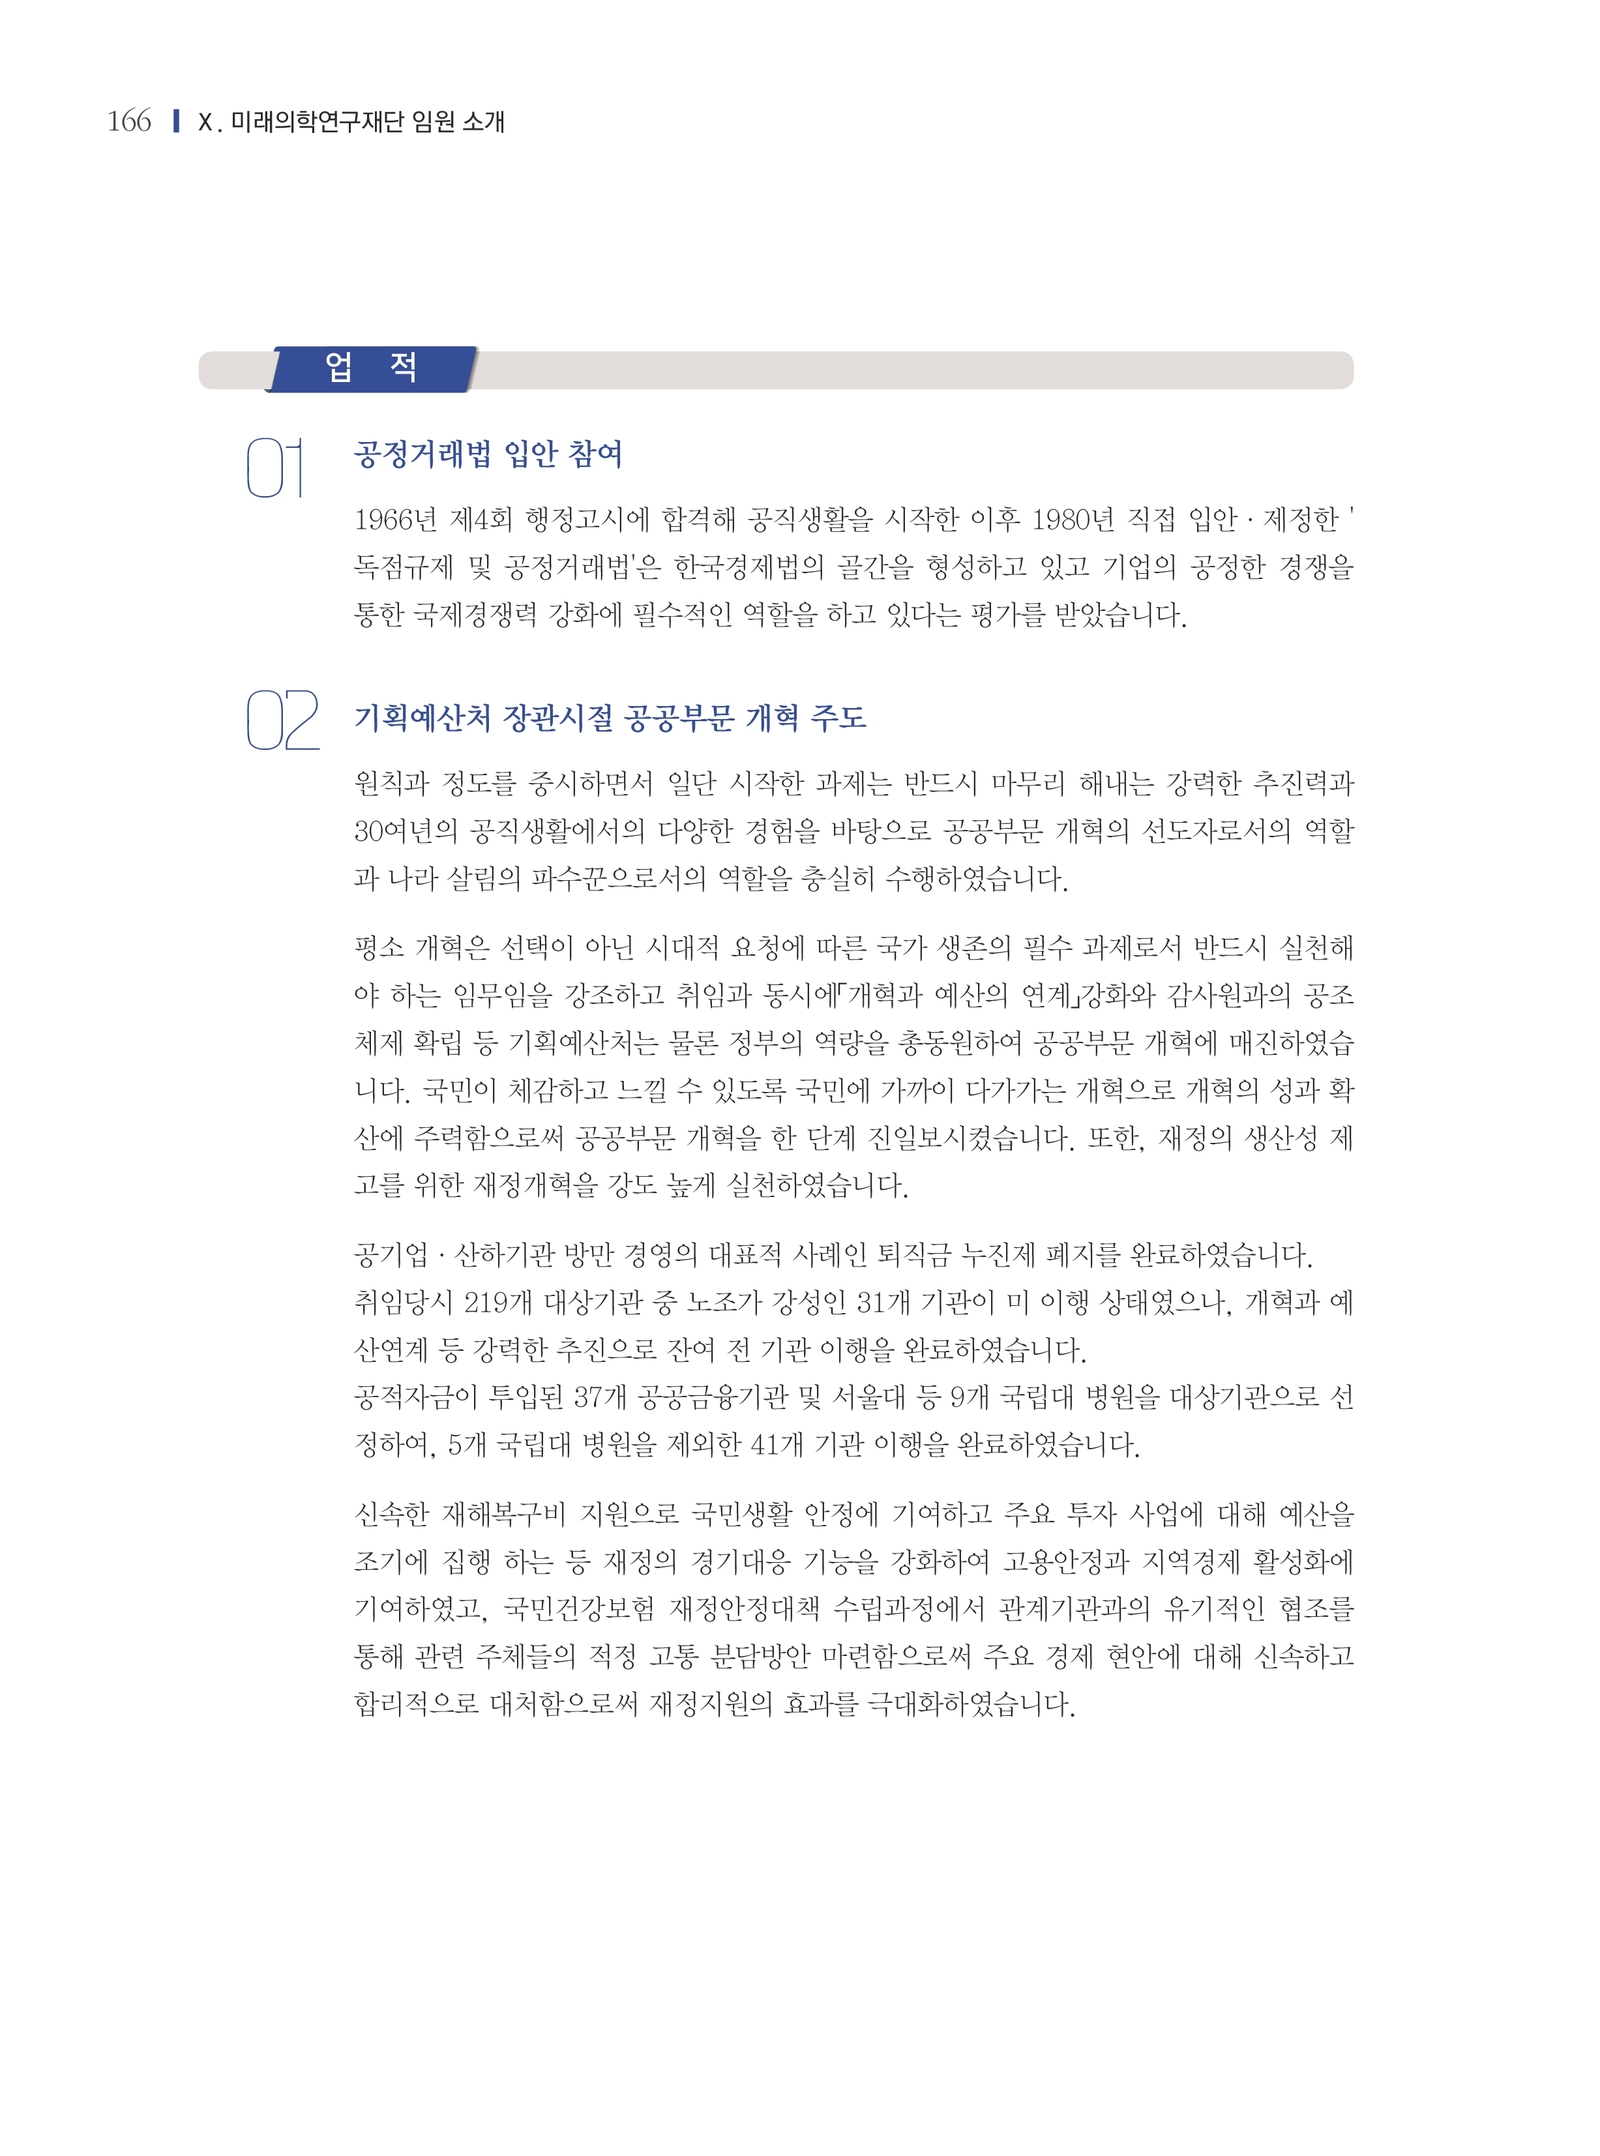 166 X. 미래의학연구재단 임원 소개
업 적
01 공정거래법 입안 참여
1966년 제4회 행정고시에 합격해 공직생활을 시작한 이후 1980년 직접 입안 · 제정한 '
독점규제 및 공정거래법'은 한국경제법의 골간을 형성하고 있고 기업의 공정한 경쟁을
통한 국제경쟁력 강화에 필수적인 역할을 하고 있다는 평가를 받았습니다.
02 기획예산처 장관시절 공공부문 개혁 주도
원칙과 정도를 중시하면서 일단 시작한 과제는 반드시 마무리 해내는 강력한 추진력과
30여년의 공직생활에서의 다양한 경험을 바탕으로 공공부문 개혁의 선도자로서의 역할
과 나라 살림의 파수꾼으로서의 역할을 충실히 수행하였습니다.
평소 개혁은 선택이 아닌 시대적 요청에 따른 국가 생존의 필수 과제로서 반드시 실천해
야 하는 임무임을 강조하고 취임과 동시에「개혁과 예산의 연계」강화와 감사원과의 공조
체제 확립 등 기획예산처는 물론 정부의 역량을 총동원하여 공공부문 개혁에 매진하였습
니다. 국민이 체감하고 느낄 수 있도록 국민에 가까이 다가가는 개혁으로 개혁의 성과 확
산에 주력함으로써 공공부문 개혁을 한 단계 진일보시켰습니다. 또한, 재정의 생산성 제
고를 위한 재정개혁을 강도 높게 실천하였습니다.
공기업 · 산하기관 방만 경영의 대표적 사례인 퇴직금 누진제 폐지를 완료하였습니다.
취임당시 219개 대상기관 중 노조가 강성인 31개 기관이 미 이행 상태였으나, 개혁과 예
산연계 등 강력한 추진으로 잔여 전 기관 이행을 완료하였습니다.
공적자금이 투입된 37개 공공금융기관 및 서울대 등 9개 국립대 병원을 대상기관으로 선
정하여, 5개 국립대 병원을 제외한 41개 기관 이행을 완료하였습니다.
신속한 재해복구비 지원으로 국민생활 안정에 기여하고 주요 투자 사업에 대해 예산을
조기에 집행 하는 등 재정의 경기대응 기능을 강화하여 고용안정과 지역경제 활성화에
기여하였고, 국민건강보험 재정안정대책 수립과정에서 관계기관과의 유기적인 협조를
통해 관련 주체들의 적정 고통 분담방안 마련함으로써 주요 경제 현안에 대해 신속하고
합리적으로 대처함으로써 재정지원의 효과를 극대화하였습니다.